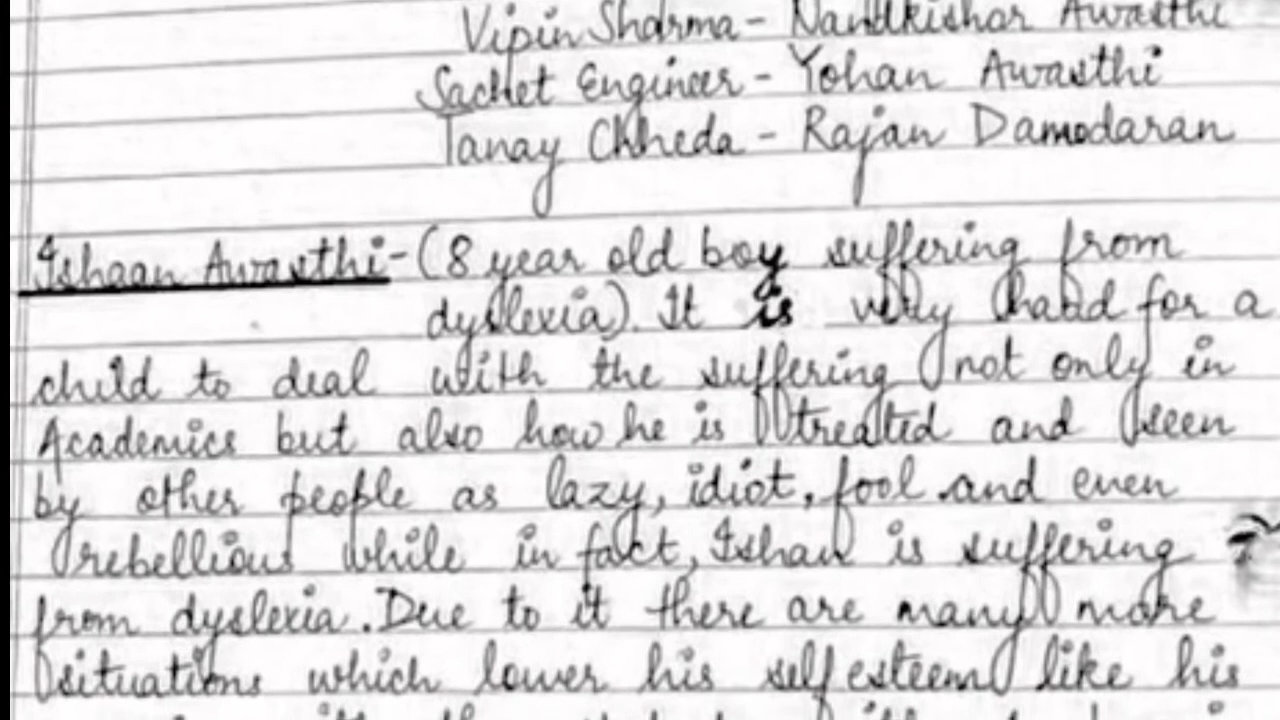 Vipin Sharma - Nandkishor Awasthi
Sachet Engineer - Yohan Awasthi
Tanay Chheda - Rajan Damodaran
Ishaan Awasthi - (8 year old boy suffering from
dyslexia). It is very hard for a
child to deal with the suffering not only in
Academics but also how he is treated and seen
by other people as lazy, idiot, fool and even
rebellious while in fact, Ishan is suffering
from dyslexia. Due to it there are many more
situations which lower his self esteem like his